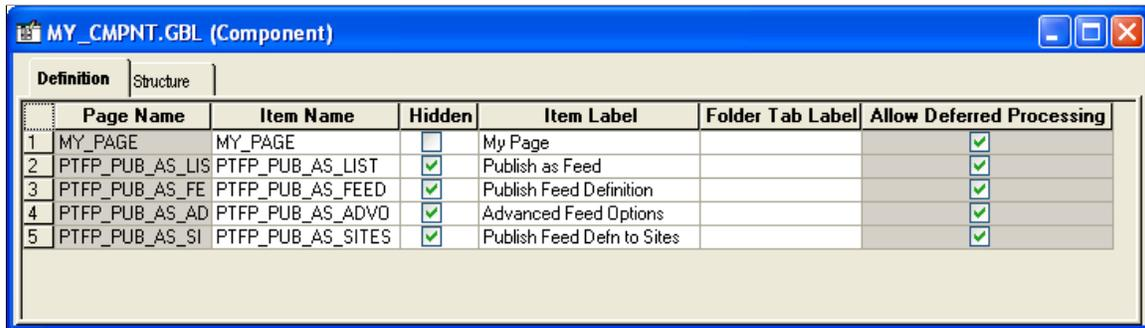 MY_CMPNT.GBL (Component)
Definition Structure
Page Name Item Name Hidden Item Label Folder Tab Label Allow Deferred Processing
1 MY_PAGE MY_PAGE My Page
2 PTFP_PUB_AS_LIS PTFP_PUB_AS_LIST Publish as Feed
3 PTFP_PUB_AS_FE PTFP_PUB_AS_FEED Publish Feed Definition
4 PTFP_PUB_AS_AD PTFP_PUB_AS_ADVO Advanced Feed Options
5 PTFP_PUB_AS_SI PTFP_PUB_AS_SITES Publish Feed Defn to Sites